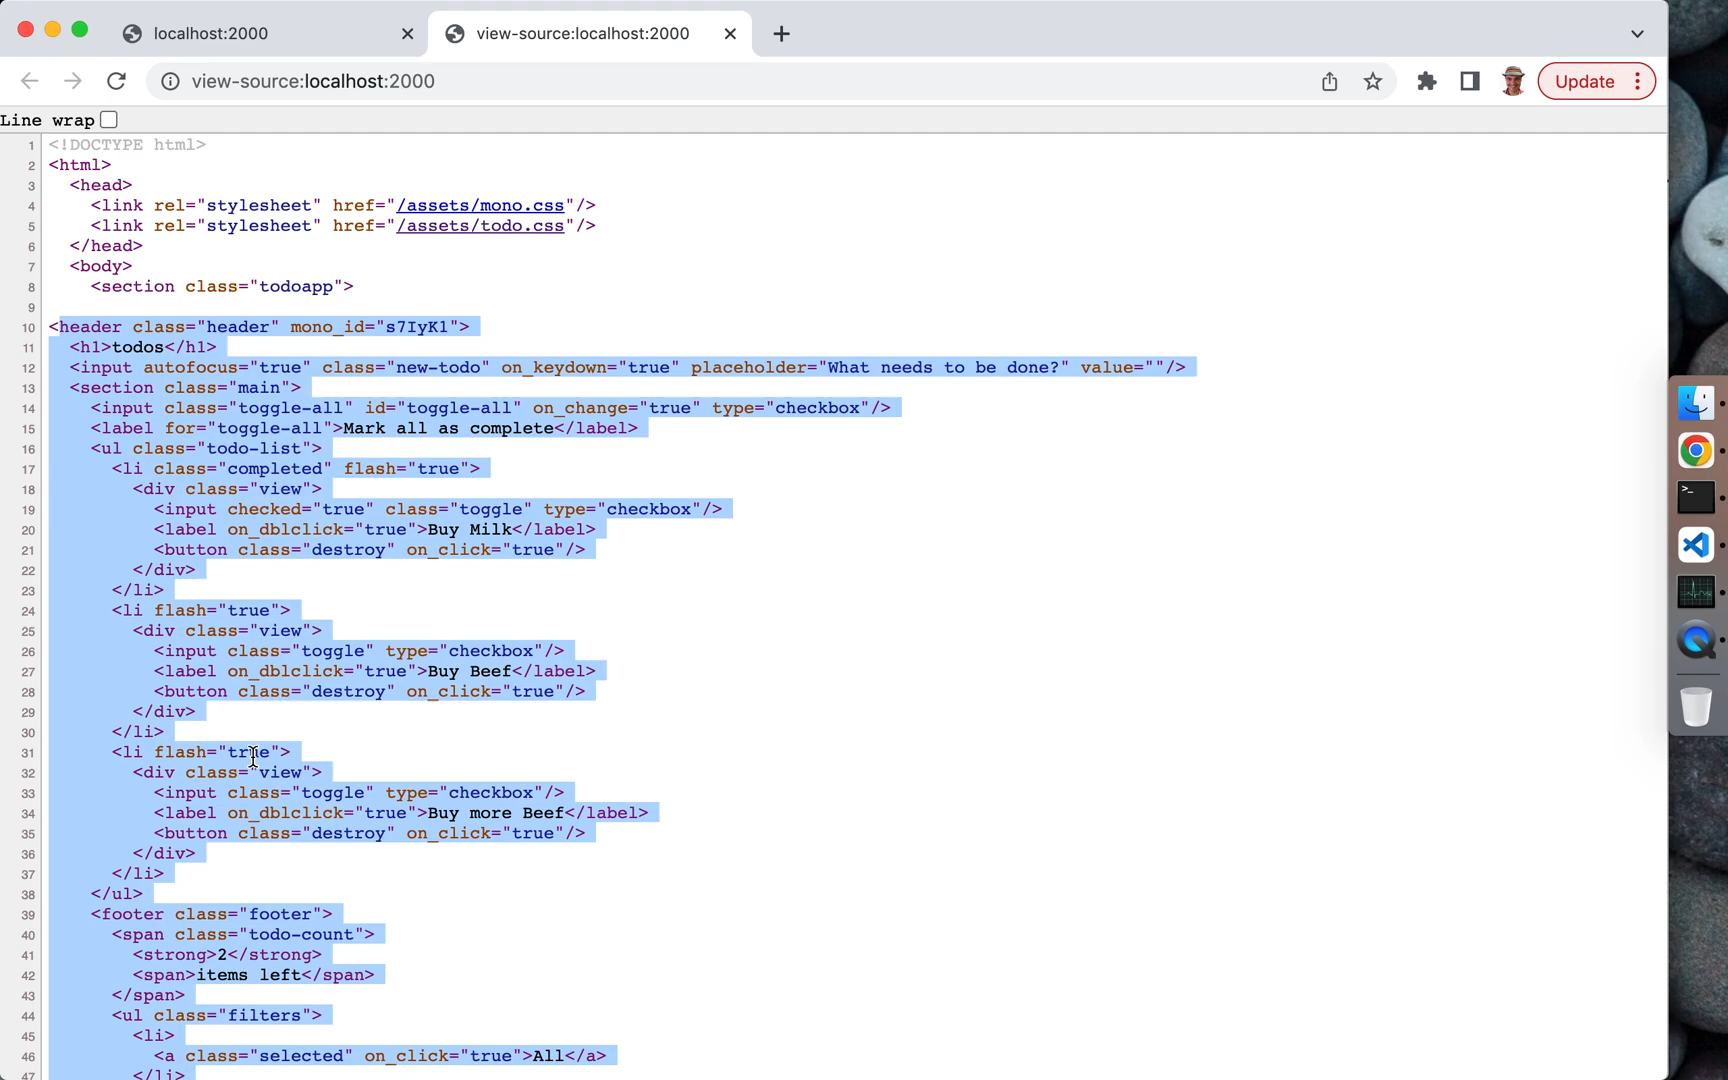 localhost:2000
view-source:localhost:2000
view-source:localhost:2000
Update
Line wrap
1 <!DOCTYPE html>
2 <html>
3 <head>
4 <link rel="stylesheet" href="/assets/mono.css"/>
5 <link rel="stylesheet" href="/assets/todo.css"/>
6 </head>
7 <body>
8 <section class="todoapp">
9
10 <header class="header" mono_id="s7IyK1">
11 <h1>todos</h1>
12 <input autofocus="true" class="new-todo" on_keydown="true" placeholder="What needs to be done?" value=""/>
13 <section class="main">
14 <input class="toggle-all" id="toggle-all" on_change="true" type="checkbox"/>
15 <label for="toggle-all">Mark all as complete</label>
16 <ul class="todo-list">
17 <li class="completed" flash="true">
18 <div class="view">
19 <input checked="true" class="toggle" type="checkbox"/>
20 <label on_dblclick="true">Buy Milk</label>
21 <button class="destroy" on_click="true"/>
22 </div>
23 </li>
24 <li flash="true">
25 <div class="view">
26 <input class="toggle" type="checkbox"/>
27 <label on_dblclick="true">Buy Beef</label>
28 <button class="destroy" on_click="true"/>
29 </div>
30 </li>
31 <li flash="true">
32 <div class="view">
33 <input class="toggle" type="checkbox"/>
34 <label on_dblclick="true">Buy more Beef</label>
35 <button class="destroy" on_click="true"/>
36 </div>
37 </li>
38 </ul>
39 <footer class="footer">
40 <span class="todo-count">
41 <strong>2</strong>
42 <span>items left</span>
43 </span>
44 <ul class="filters">
45 <li>
46 <a class="selected" on_click="true">All</a>
47 </li>